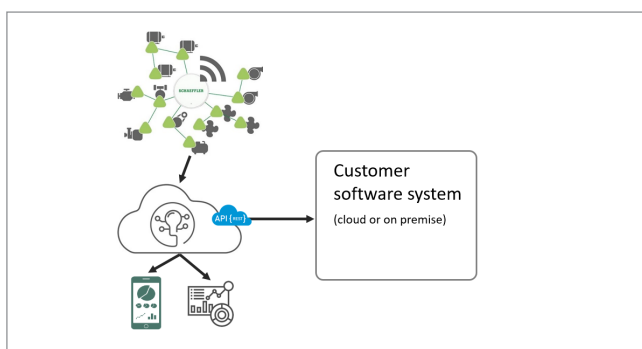 SCHAEFFLER
API {REST}
Customer
software system
(cloud or on premise)